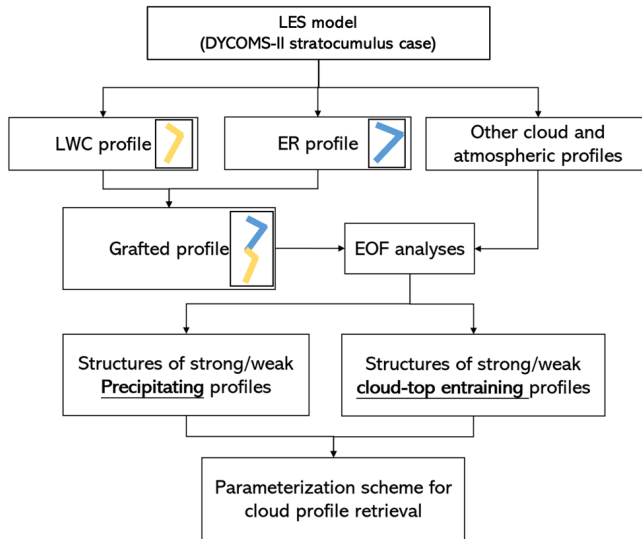 LES model
(DYCOMS-II stratocumulus case)
LWC profile
ER profile
Other cloud and
atmospheric profiles
Grafted profile
EOF analyses
Structures of strong/weak
Precipitating profiles
Structures of strong/weak
cloud-top entraining profiles
Parameterization scheme for
cloud profile retrieval